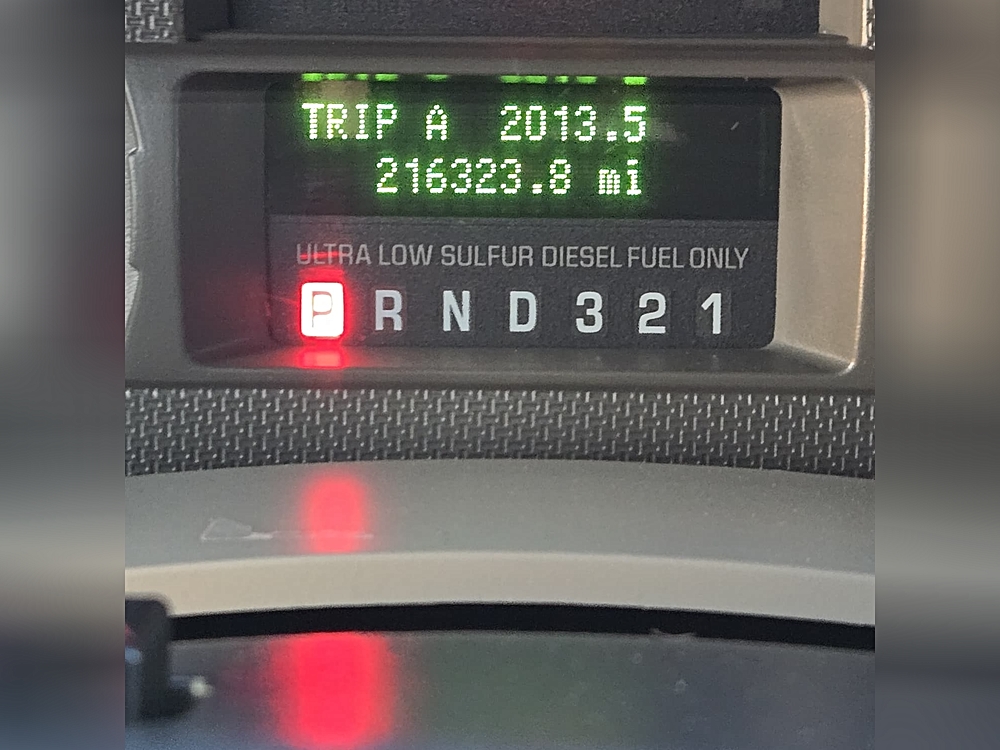 TRIP A 2013.5
216323.8 mi
ULTRA LOW SULFUR DIESEL FUEL ONLY
P R N D 3 2 1